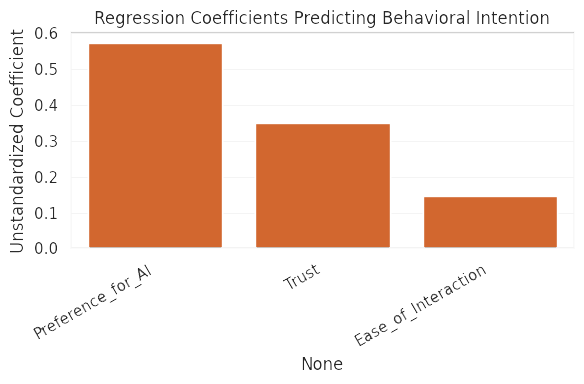 Regression Coefficients Predicting Behavioral Intention
Unstandardized Coefficient
0.6
0.5
0.4
0.3
0.2
0.1
0.0
Preference_for_AI
Trust
Ease_of_Interaction
None